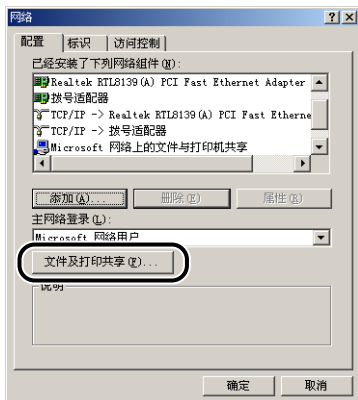 网络
配置 标识 访问控制
已经安装了下列网络组件(N):
Realtek RTL8139(A) PCI Fast Ethernet Adapter
拨号适配器
TCP/IP -> Realtek RTL8139(A) PCI Fast Etherne
TCP/IP -> 拨号适配器
Microsoft 网络上的文件与打印机共享
添加(A)... 删除(E) 属性(R)
主网络登录(L):
Microsoft 网络用户
文件及打印共享(F)...
说明
确定 取消